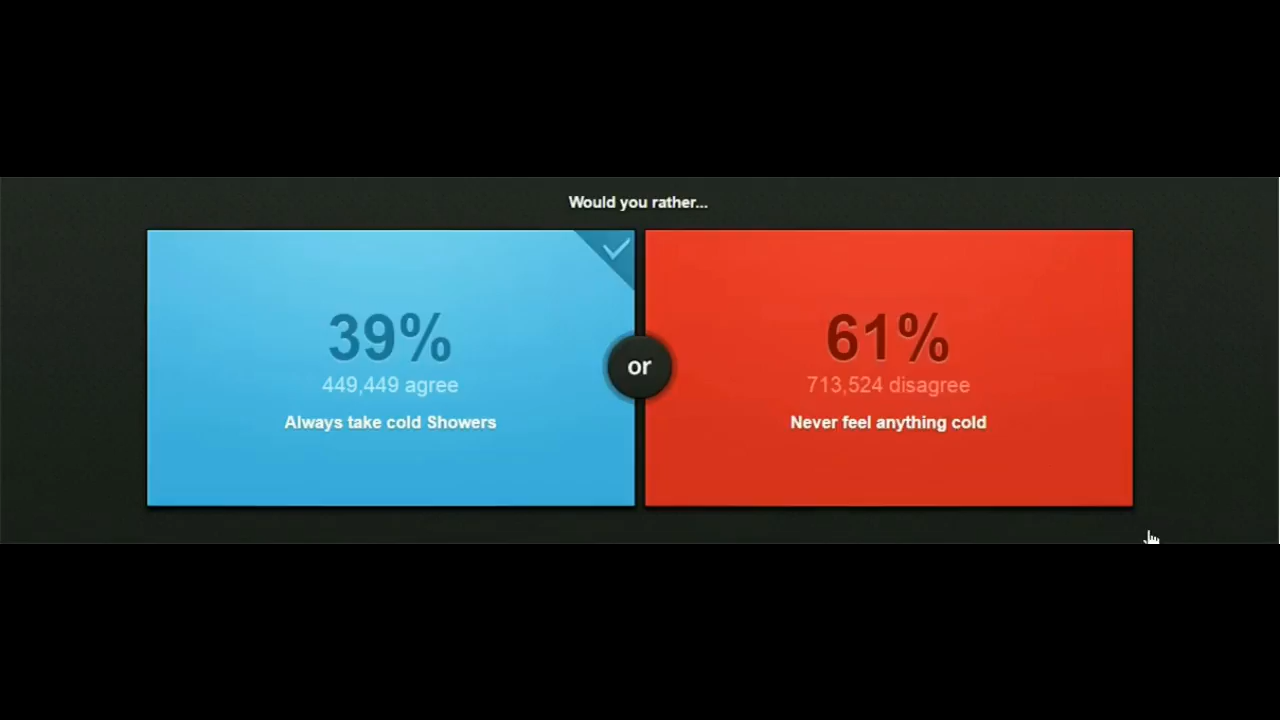 Would you rather...
39%
449,449 agree
Always take cold Showers
or
61%
713,524 disagree
Never feel anything cold